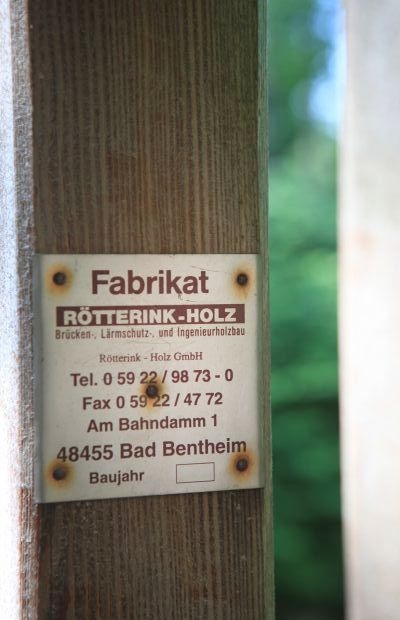 Fabrikat
RÖTTERINK-HOLZ
Brücken-, Lärmschutz-, und Ingenieurholzbau
Rötterink - Holz GmbH
Tel. 0 59 22 / 98 73 - 0
Fax 0 59 22 / 47 72
Am Bahndamm 1
48455 Bad Bentheim
Baujahr